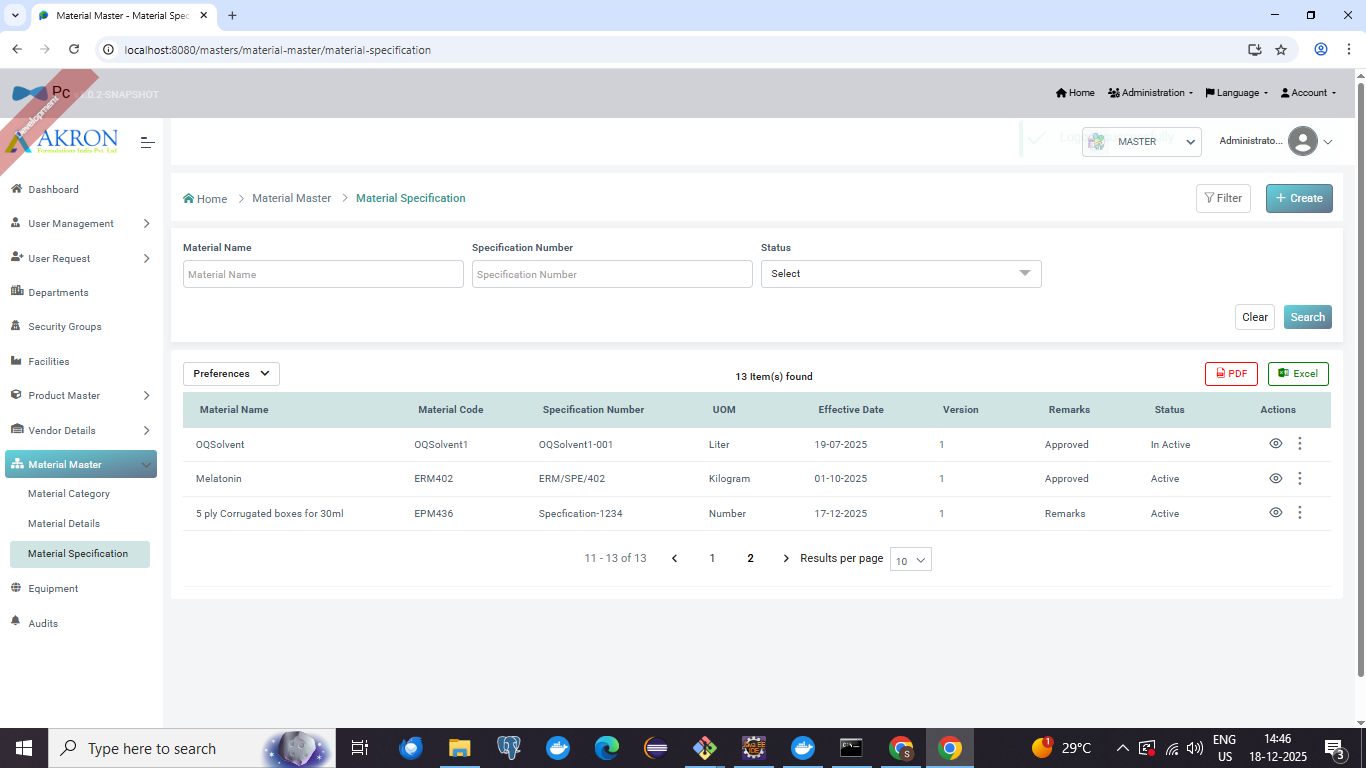 Material Master - Material Spec
localhost:8080/masters/material-master/material-specification
Pc
.0.2-SNAPSHOT
Home
Administration
Language
Account
Development
AKRON
Formulations India Pvt Ltd
MASTER
Administrato...
Dashboard
User Management
User Request
Departments
Security Groups
Facilities
Product Master
Vendor Details
Material Master
Material Category
Material Details
Material Specification
Equipment
Audits
Home
Material Master
Material Specification
Filter
+ Create
Material Name
Specification Number
Status
Material Name
Specification Number
Select
Clear
Search
Preferences
13 Item(s) found
PDF
Excel
Material Name Material Code Specification Number UOM Effective Date Version Remarks Status Actions
OQSolvent OQSolvent1 OQSolvent1-001 Liter 19-07-2025 1 Approved In Active
Melatonin ERM402 ERM/SPE/402 Kilogram 01-10-2025 1 Approved Active
5 ply Corrugated boxes for 30ml EPM436 Specfication-1234 Number 17-12-2025 1 Remarks Active
11 - 13 of 13 1 2 Results per page 10
Type here to search
29°C
ENG
US
14:46
18-12-2025
3